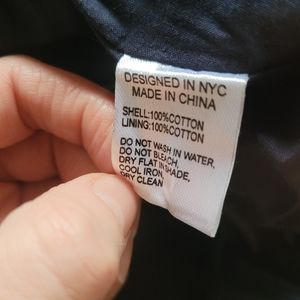 DESIGNED IN NYC
MADE IN CHINA
SHELL:100%COTTON
LINING:100%COTTON
DO NOT WASH IN WATER,
DO NOT BLEACH,
DRY FLAT IN SHADE,
COOL IRON,
DRY CLEAN